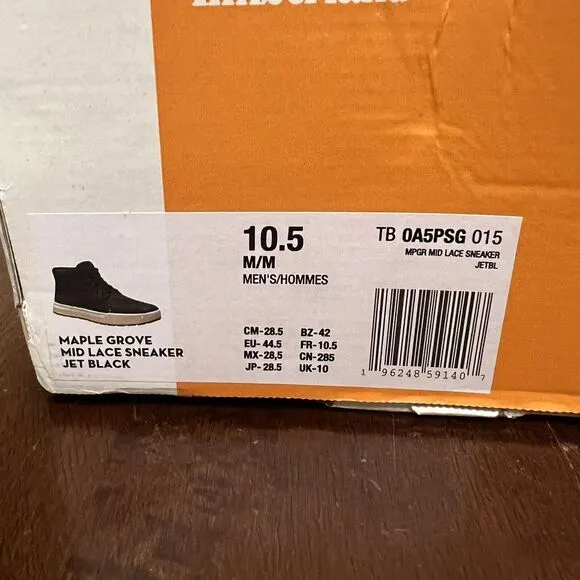 10.5
M/M
MEN'S/HOMMES
TB 0A5PSG 015
MPGR MID LACE SNEAKER
JETBL
MAPLE GROVE
MID LACE SNEAKER
JET BLACK
CM-28.5 BZ-42
EU-44.5 FR-10.5
MX-28,5 CN-285
JP-28.5 UK-10
1 96248 59140 7